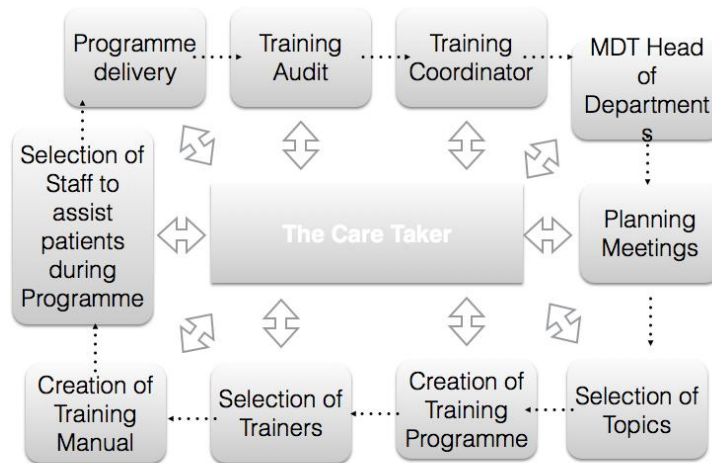 Programme
delivery
Training
Audit
Training
Coordinator
MDT Head
of
Department
s
Selection of
Staff to
assist
patients
during
Programme
The Care Taker
Planning
Meetings
Creation of
Training
Manual
Selection of
Trainers
Creation of
Training
Programme
Selection of
Topics